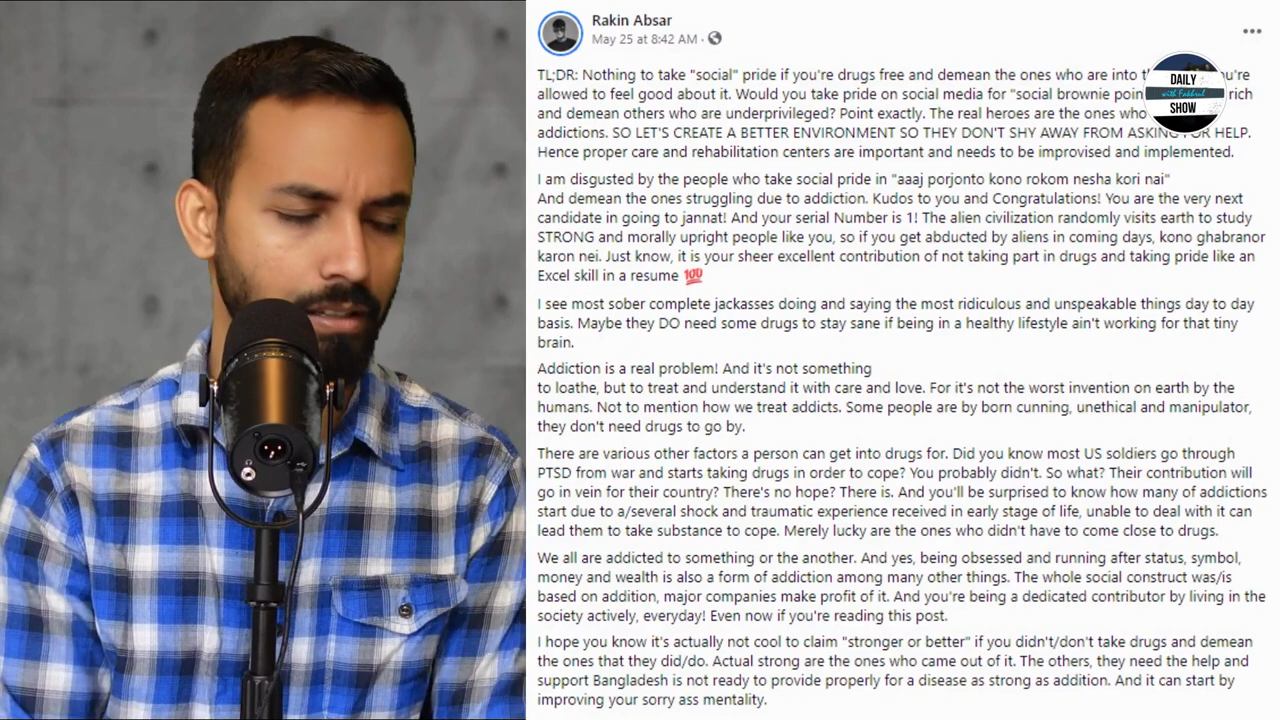 Rakin Absar
May 25 at 8:42 AM ·
TL;DR: Nothing to take "social" pride if you're drugs free and demean the ones who are into you're
allowed to feel good about it. Would you take pride on social media for "social brownie rich
and demean others who are underprivileged? Point exactly. The real heroes are the ones who
addictions. SO LET'S CREATE A BETTER ENVIRONMENT SO THEY DON'T SHY AWAY FROM ASKING FOR HELP.
Hence proper care and rehabilitation centers are important and needs to be improvised and implemented.
DAILY
with Fakhrul
SHOW
I am disgusted by the people who take social pride in "aaaj porjonto kono rokom nesha kori nai"
And demean the ones struggling due to addiction. Kudos to you and Congratulations! You are the very next
candidate in going to jannat! And your serial Number is 1! The alien civilization randomly visits earth to study
STRONG and morally upright people like you, so if you get abducted by aliens in coming days, kono ghabranor
karon nei. Just know, it is your sheer excellent contribution of not taking part in drugs and taking pride like an
Excel skill in a resume 💯
I see most sober complete jackasses doing and saying the most ridiculous and unspeakable things day to day
basis. Maybe they DO need some drugs to stay sane if being in a healthy lifestyle ain't working for that tiny
brain.
Addiction is a real problem! And it's not something
to loathe, but to treat and understand it with care and love. For it's not the worst invention on earth by the
humans. Not to mention how we treat addicts. Some people are by born cunning, unethical and manipulator,
they don't need drugs to go by.
There are various other factors a person can get into drugs for. Did you know most US soldiers go through
PTSD from war and starts taking drugs in order to cope? You probably didn't. So what? Their contribution will
go in vein for their country? There's no hope? There is. And you'll be surprised to know how many of addictions
start due to a/several shock and traumatic experience received in early stage of life, unable to deal with it can
lead them to take substance to cope. Merely lucky are the ones who didn't have to come close to drugs.
We all are addicted to something or the another. And yes, being obsessed and running after status, symbol,
money and wealth is also a form of addiction among many other things. The whole social construct was/is
based on addition, major companies make profit of it. And you're being a dedicated contributor by living in the
society actively, everyday! Even now if you're reading this post.
I hope you know it's actually not cool to claim "stronger or better" if you didn't/don't take drugs and demean
the ones that they did/do. Actual strong are the ones who came out of it. The others, they need the help and
support Bangladesh is not ready to provide properly for a disease as strong as addition. And it can start by
improving your sorry ass mentality.